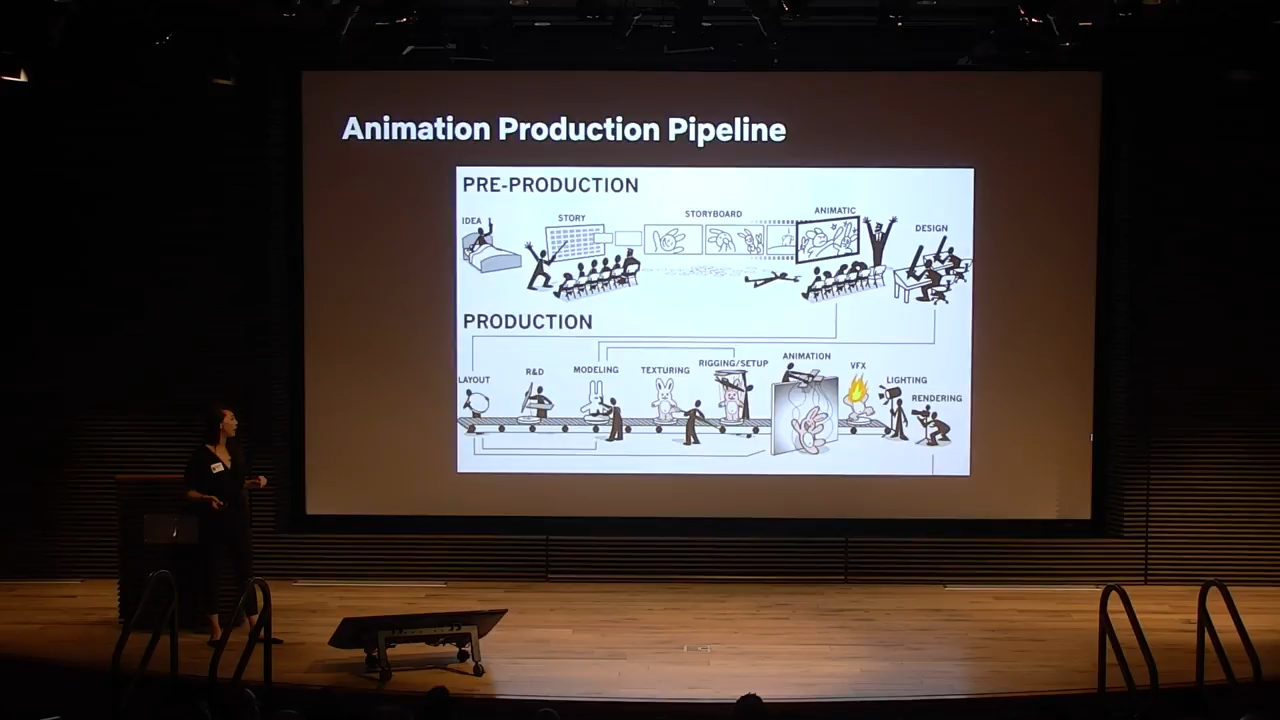 Animation Production Pipeline
PRE-PRODUCTION
IDEA
STORY
STORYBOARD
ANIMATIC
DESIGN
PRODUCTION
LAYOUT
R&D
MODELING
TEXTURING
RIGGING/SETUP
ANIMATION
VFX
LIGHTING
RENDERING